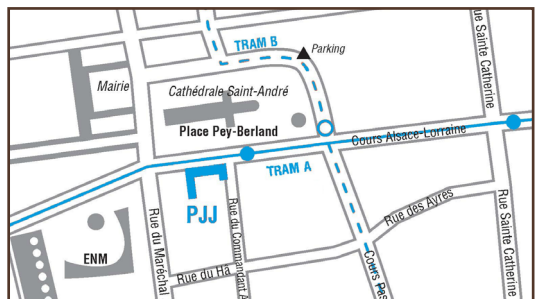 TRAM B
Parking
Rue Sainte Catherine
Mairie
Cathédrale Saint-André
Place Pey-Berland
Cours Alsace-Lorraine
TRAM A
PJJ
Rue du Maréchal
Rue du Commandant A
Rue des Ayres
Rue Sainte Catherine
ENM
Rue du Hâ
Cours Pas